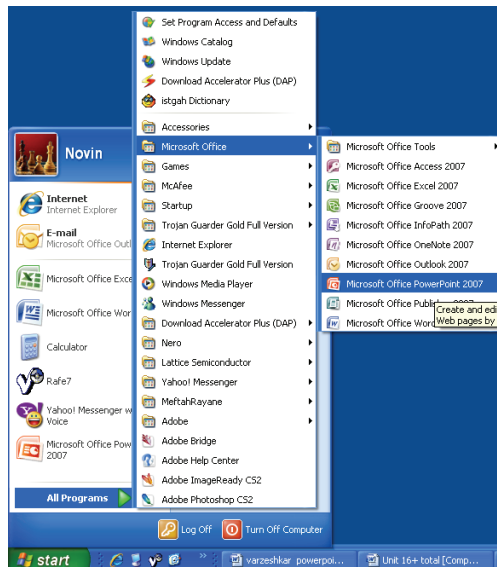 Set Program Access and Defaults
Windows Catalog
Windows Update
Download Accelerator Plus (DAP)
istgah Dictionary
Accessories
Microsoft Office
Games
McAfee
Startup
Trojan Guarder Gold Full Version
Internet Explorer
Trojan Guarder Gold Full Version
Windows Media Player
Windows Messenger
Download Accelerator Plus (DAP)
Nero
Lattice Semiconductor
Yahoo! Messenger
MeftahRayane
Adobe
Adobe Bridge
Adobe Help Center
Adobe ImageReady CS2
Adobe Photoshop CS2
Microsoft Office Tools
Microsoft Office Access 2007
Microsoft Office Excel 2007
Microsoft Office Groove 2007
Microsoft Office InfoPath 2007
Microsoft Office OneNote 2007
Microsoft Office Outlook 2007
Microsoft Office PowerPoint 2007
Microsoft Office Publisher 2007
Microsoft Office Word
Create and edi
Web pages by
Novin
Internet
Internet Explorer
E-mail
Microsoft Office Outl
Microsoft Office Exce
Microsoft Office Wor
Calculator
Rafe7
Yahoo! Messenger w
Voice
Microsoft Office Pow
2007
All Programs
Log Off
Turn Off Computer
start
varzeshkar powerpoi...
Unit 16+ total [Comp...